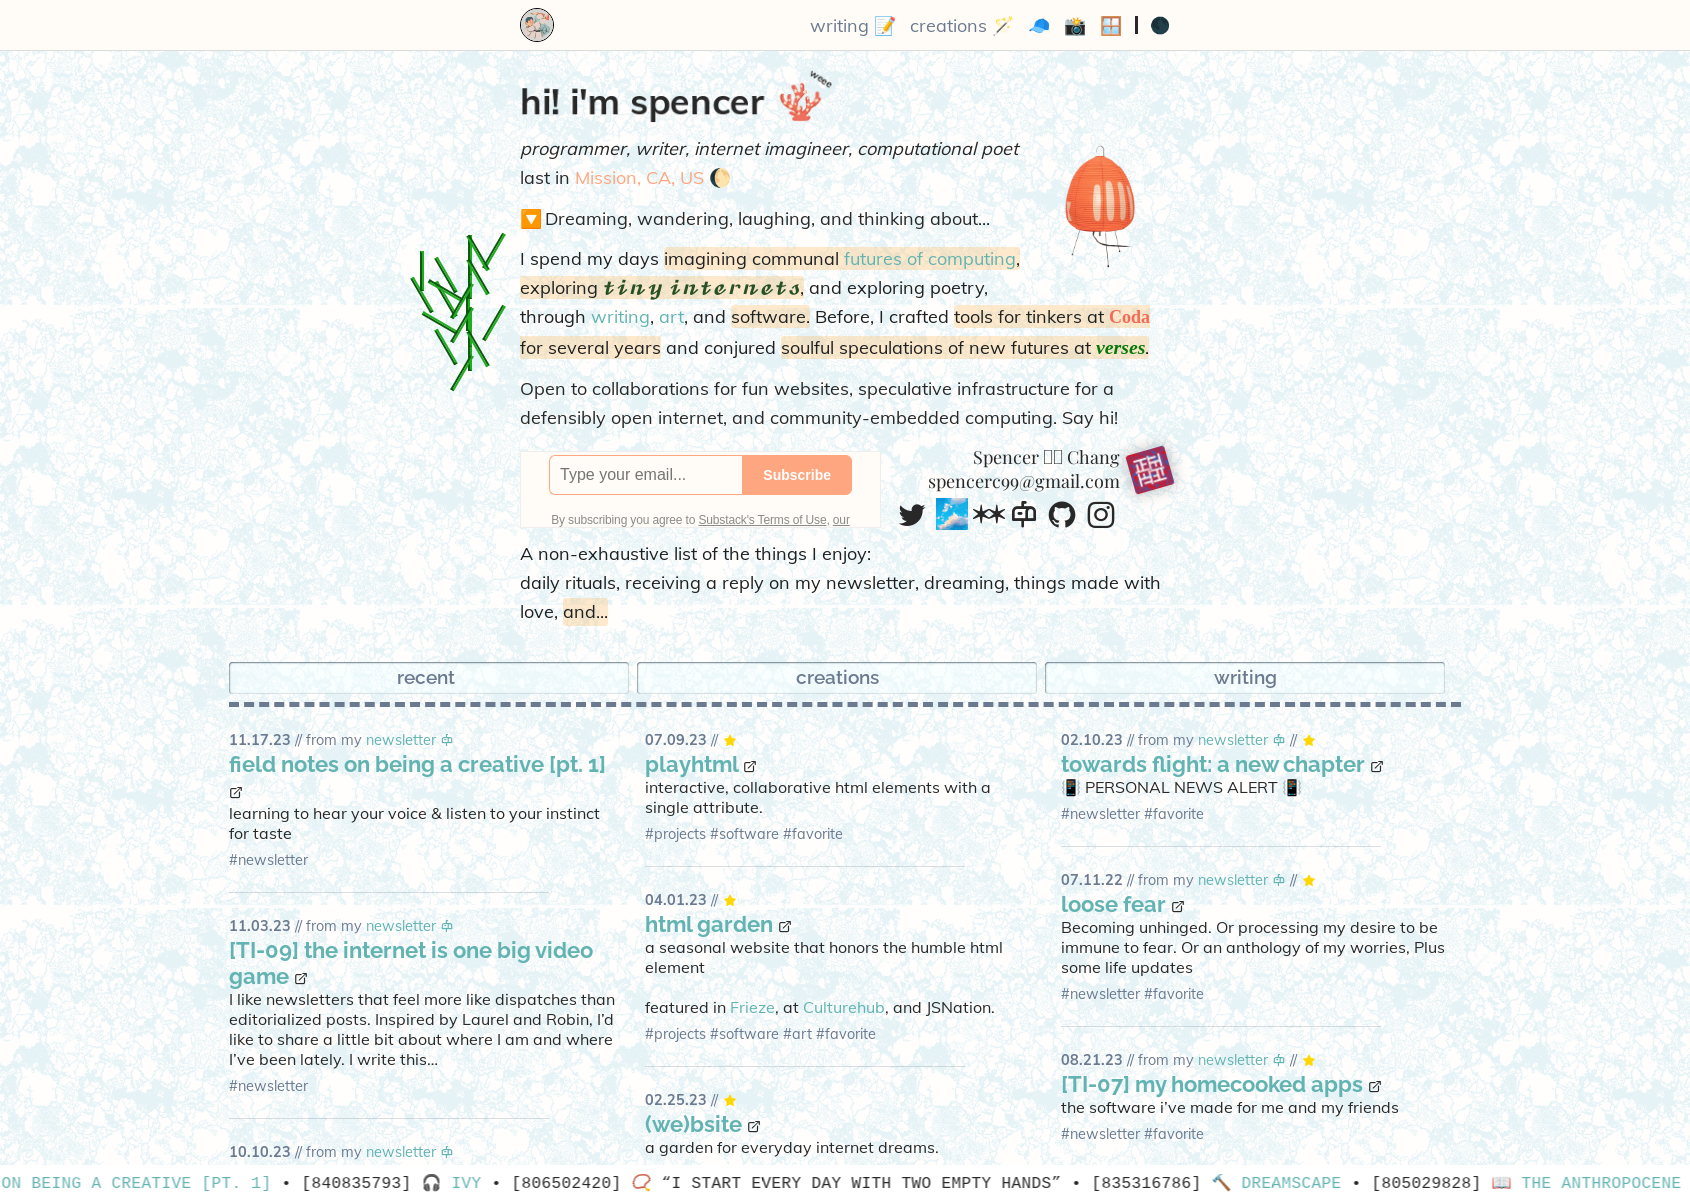 writing 📝 creations 🪄 🧢 📸 🪟 🌑
hi! i'm spencer
weee
programmer, writer, internet imagineer, computational poet
last in Mission, CA, US 🌔
🔽 Dreaming, wandering, laughing, and thinking about...
I spend my days imagining communal futures of computing,
exploring tiny internets, and exploring poetry,
through writing, art, and software. Before, I crafted tools for tinkers at Coda
for several years and conjured soulful speculations of new futures at verses.
Open to collaborations for fun websites, speculative infrastructure for a
defensibly open internet, and community-embedded computing. Say hi!
Type your email...
Subscribe
By subscribing you agree to Substack's Terms of Use, our
Spencer Chang
spencerc99@gmail.com
A non-exhaustive list of the things I enjoy:
daily rituals, receiving a reply on my newsletter, dreaming, things made with
love, and...
recent
creations
writing
11.17.23 // from my newsletter
field notes on being a creative [pt. 1]
learning to hear your voice & listen to your instinct
for taste
#newsletter
11.03.23 // from my newsletter
[TI-09] the internet is one big video
game
I like newsletters that feel more like dispatches than
editorialized posts. Inspired by Laurel and Robin, I'd
like to share a little bit about where I am and where
I've been lately. I write this…
#newsletter
10.10.23 // from my newsletter
07.09.23 // ⭐
playhtml
interactive, collaborative html elements with a
single attribute.
#projects #software #favorite
04.01.23 // ⭐
html garden
a seasonal website that honors the humble html
element
featured in Frieze, at Culturehub, and JSNation.
#projects #software #art #favorite
02.25.23 // ⭐
(we)bsite
a garden for everyday internet dreams.
02.10.23 // from my newsletter // ⭐
towards flight: a new chapter
📳 PERSONAL NEWS ALERT 📳
#newsletter #favorite
07.11.22 // from my newsletter // ⭐
loose fear
Becoming unhinged. Or processing my desire to be
immune to fear. Or an anthology of my worries, Plus
some life updates
#newsletter #favorite
08.21.23 // from my newsletter // ⭐
[TI-07] my homecooked apps
the software i've made for me and my friends
#newsletter #favorite
ON BEING A CREATIVE [PT. 1] • [840835793] 🎧 IVY • [806502420] 📿 “I START EVERY DAY WITH TWO EMPTY HANDS” • [835316786] 🔨 DREAMSCAPE • [805029828] 📖 THE ANTHROPOCENE